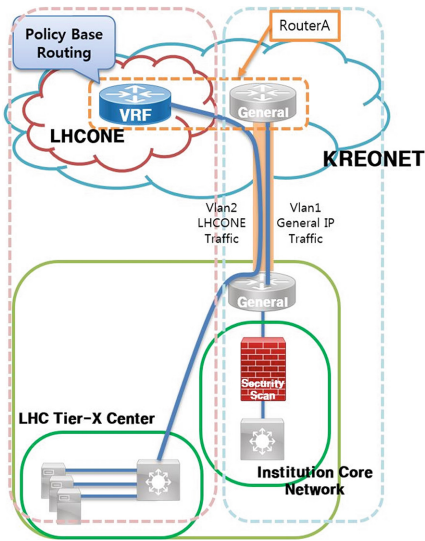 Policy Base
Routing
RouterA
VRF
General
LHCONE
KREONET
Vlan2
LHCONE
Traffic
Vlan1
General IP
Traffic
General
Security
Scan
LHC Tier-X Center
Institution Core
Network